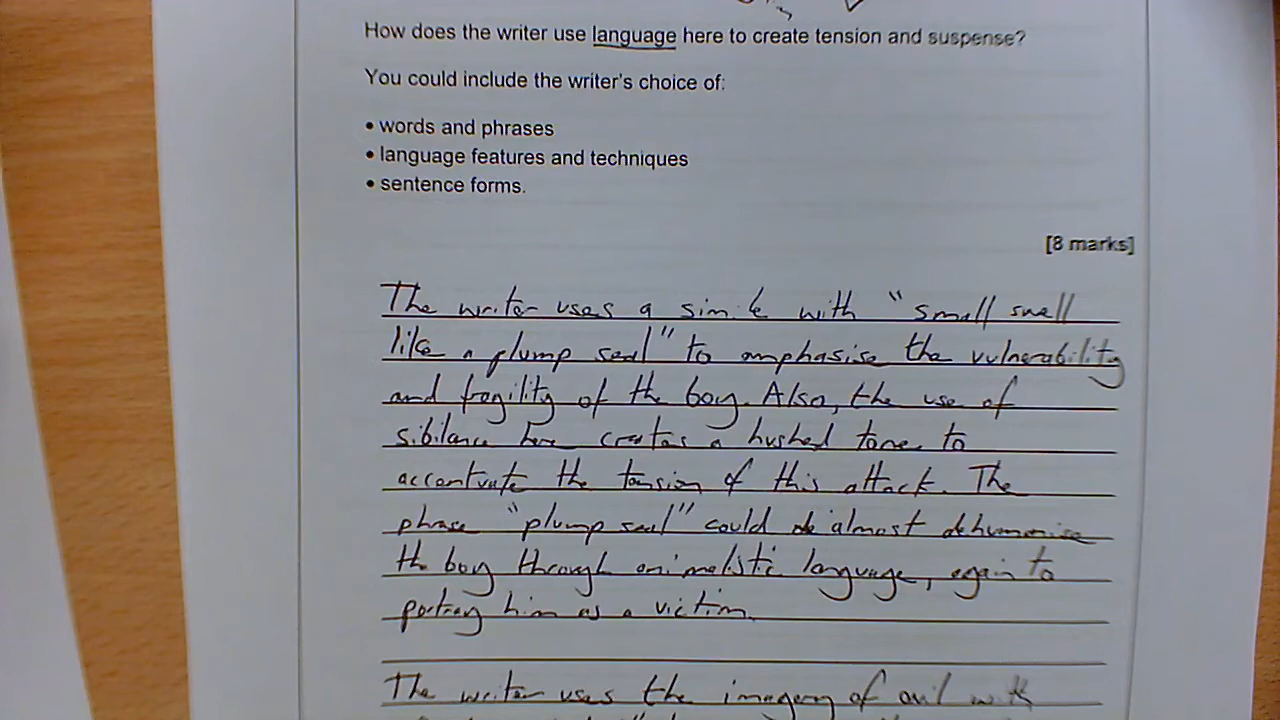 How does the writer use language here to create tension and suspense?
You could include the writer's choice of:
• words and phrases
• language features and techniques
• sentence forms.
[8 marks]
The writer uses a simile with "small swell
like a plump seal" to emphasise the vulnerability
and fragility of the boy. Also, the use of
sibilance here creates a hushed tone to
accentuate the tension of this attack. The
phrase "plump seal" could almost dehumanise
the boy through animalistic language, again to
portray him as a victim.
The writer uses the imagery of evil with